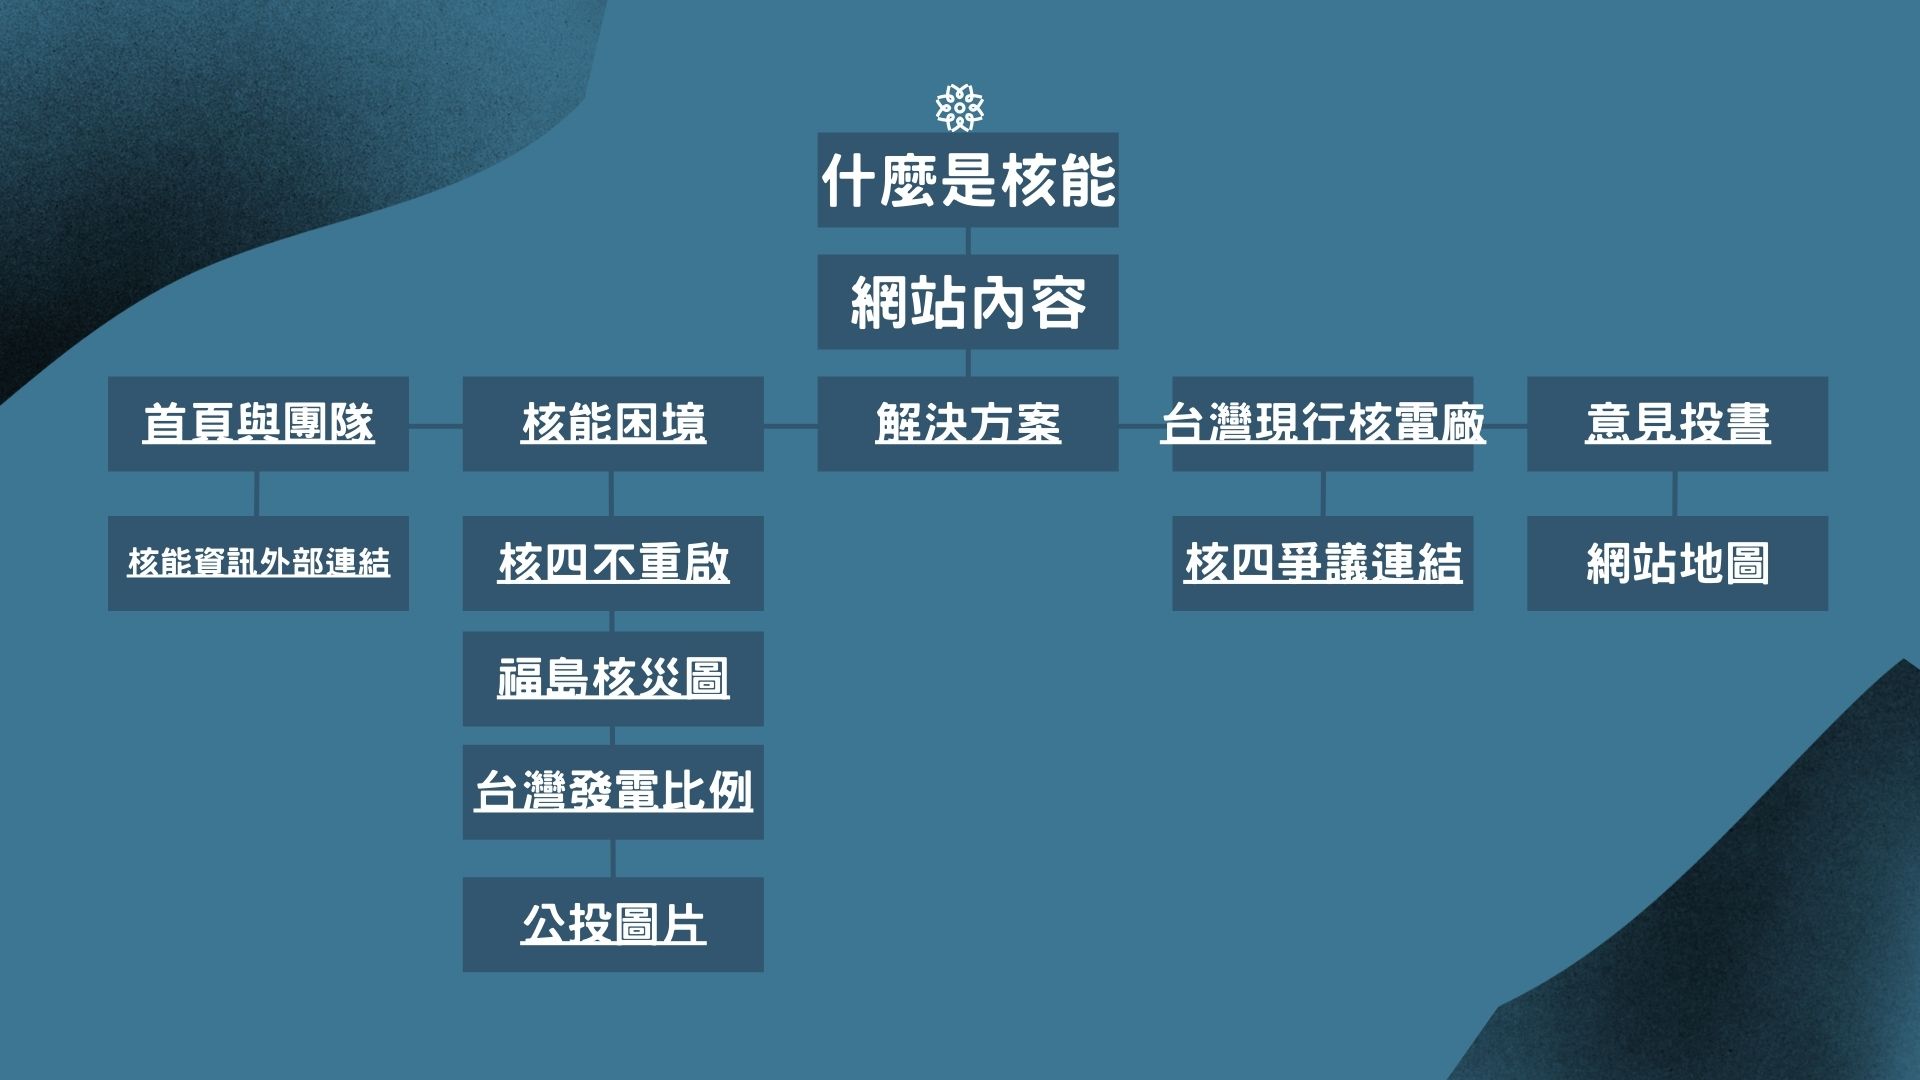 什麼是核能
網站內容
首頁與團隊
核能困境
解決方案
台灣現行核電廠
意見投書
核能資訊外部連結
核四不重啟
核四爭議連結
網站地圖
福島核災圖
台灣發電比例
公投圖片